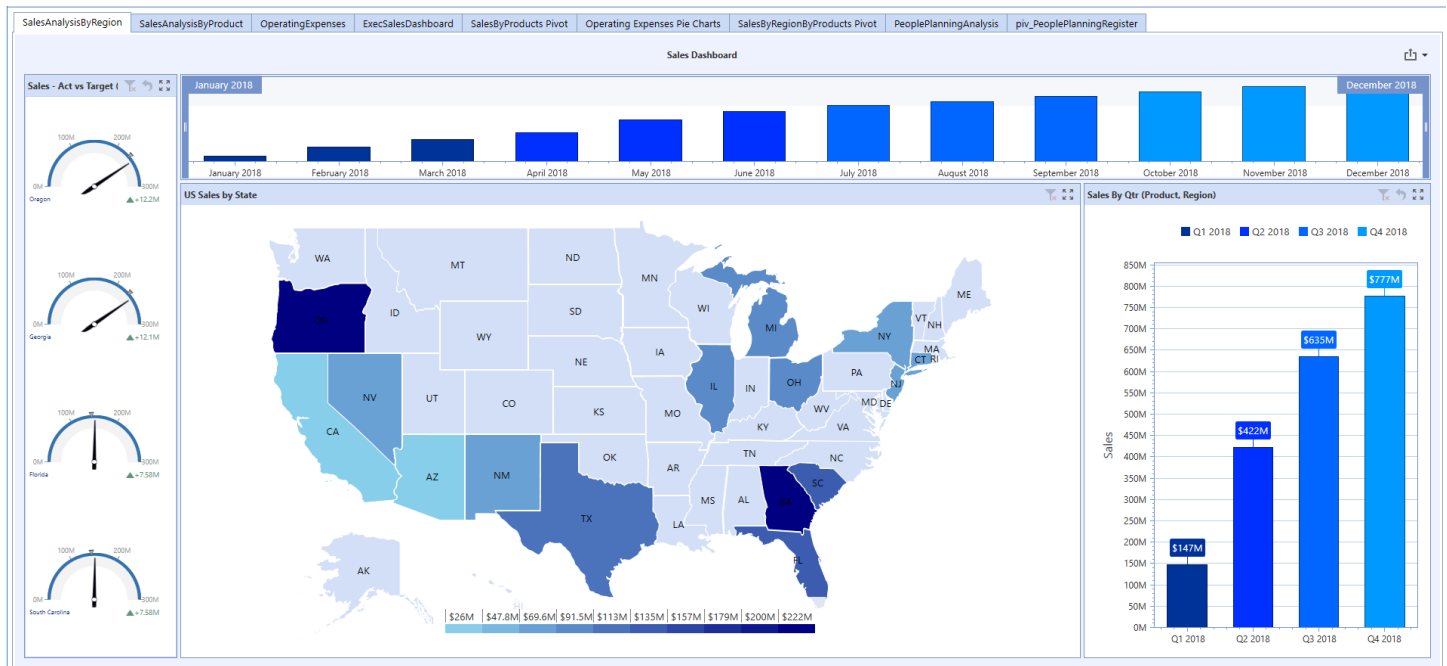 SalesAnalysisByRegion SalesAnalysisByProduct OperatingExpenses ExecSalesDashboard SalesByProducts Pivot Operating Expenses Pie Charts SalesByRegionByProducts Pivot PeoplePlanningAnalysis piv_PeoplePlanningRegister
Sales Dashboard
Sales - Act vs Target (
100M 200M
0M 300M
Oregon +12.2M
100M 200M
0M 300M
Georgia +12.1M
100M 200M
0M 300M
Florida +7.58M
100M 200M
0M 300M
South Carolina +7.58M
January 2018 December 2018
January 2018 February 2018 March 2018 April 2018 May 2018 June 2018 July 2018 August 2018 September 2018 October 2018 November 2018 December 2018
US Sales by State
WA
MT
ND
MN
ME
OR
ID
SD
WI
MI
VT
NH
WY
NY
MA
IA
NE
CT
RI
PA
NV
UT
CO
IL
IN
OH
NJ
KS
MO
WV
MD
DE
CA
KY
VA
OK
TN
NC
AZ
NM
AR
SC
MS
AL
GA
TX
LA
FL
AK
HI
$26M $47.8M $69.6M $91.5M $113M $135M $157M $179M $200M $222M
Sales By Qtr (Product, Region)
Q1 2018 Q2 2018 Q3 2018 Q4 2018
Sales
850M
800M
750M
700M
650M
600M
550M
500M
450M
400M
350M
300M
250M
200M
150M
100M
50M
0M
$147M
$422M
$635M
$777M
Q1 2018 Q2 2018 Q3 2018 Q4 2018